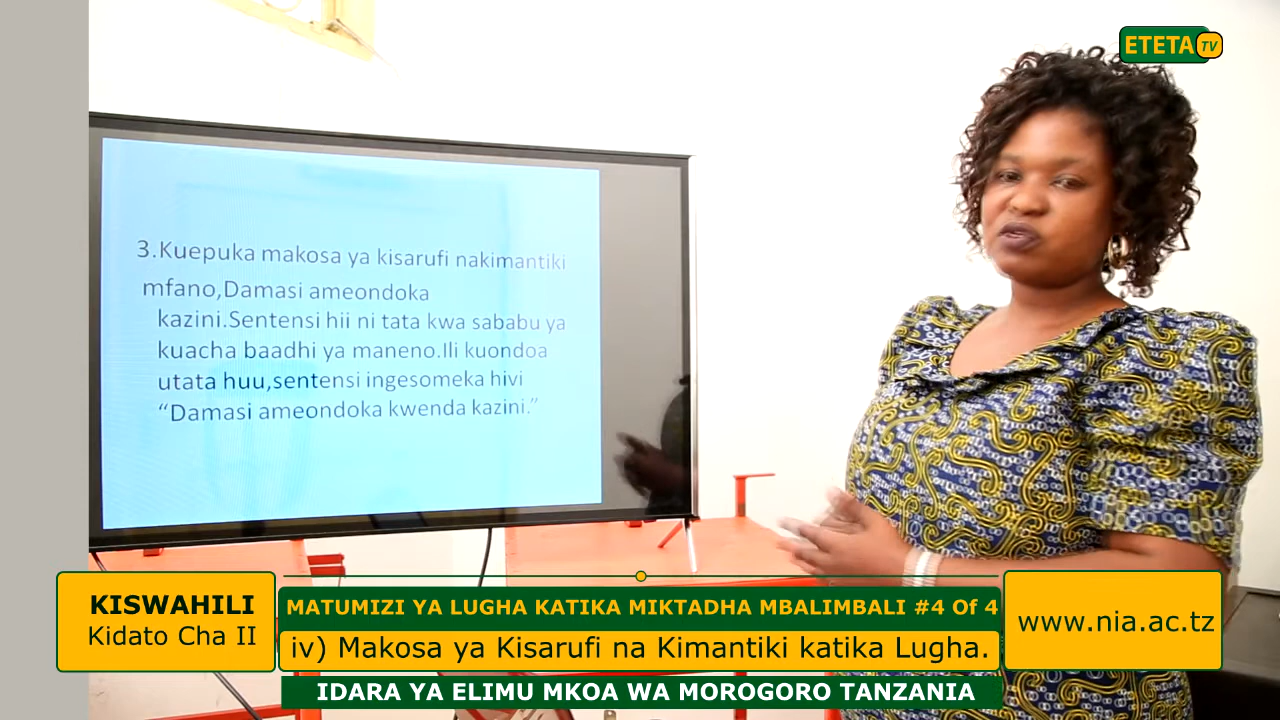 ETETA TV
3.Kuepuka makosa ya kisarufi nakimantiki
mfano,Damasi ameondoka
kazini.Sentensi hii ni tata kwa sababu ya
kuacha baadhi ya maneno.Ili kuondoa
utata huu,sentensi ingesomeka hivi
“Damasi ameondoka kwenda kazini.”
KISWAHILI
Kidato Cha II
MATUMIZI YA LUGHA KATIKA MIKTADHA MBALIMBALI #4 Of 4
iv) Makosa ya Kisarufi na Kimantiki katika Lugha.
www.nia.ac.tz
IDARA YA ELIMU MKOA WA MOROGORO TANZANIA